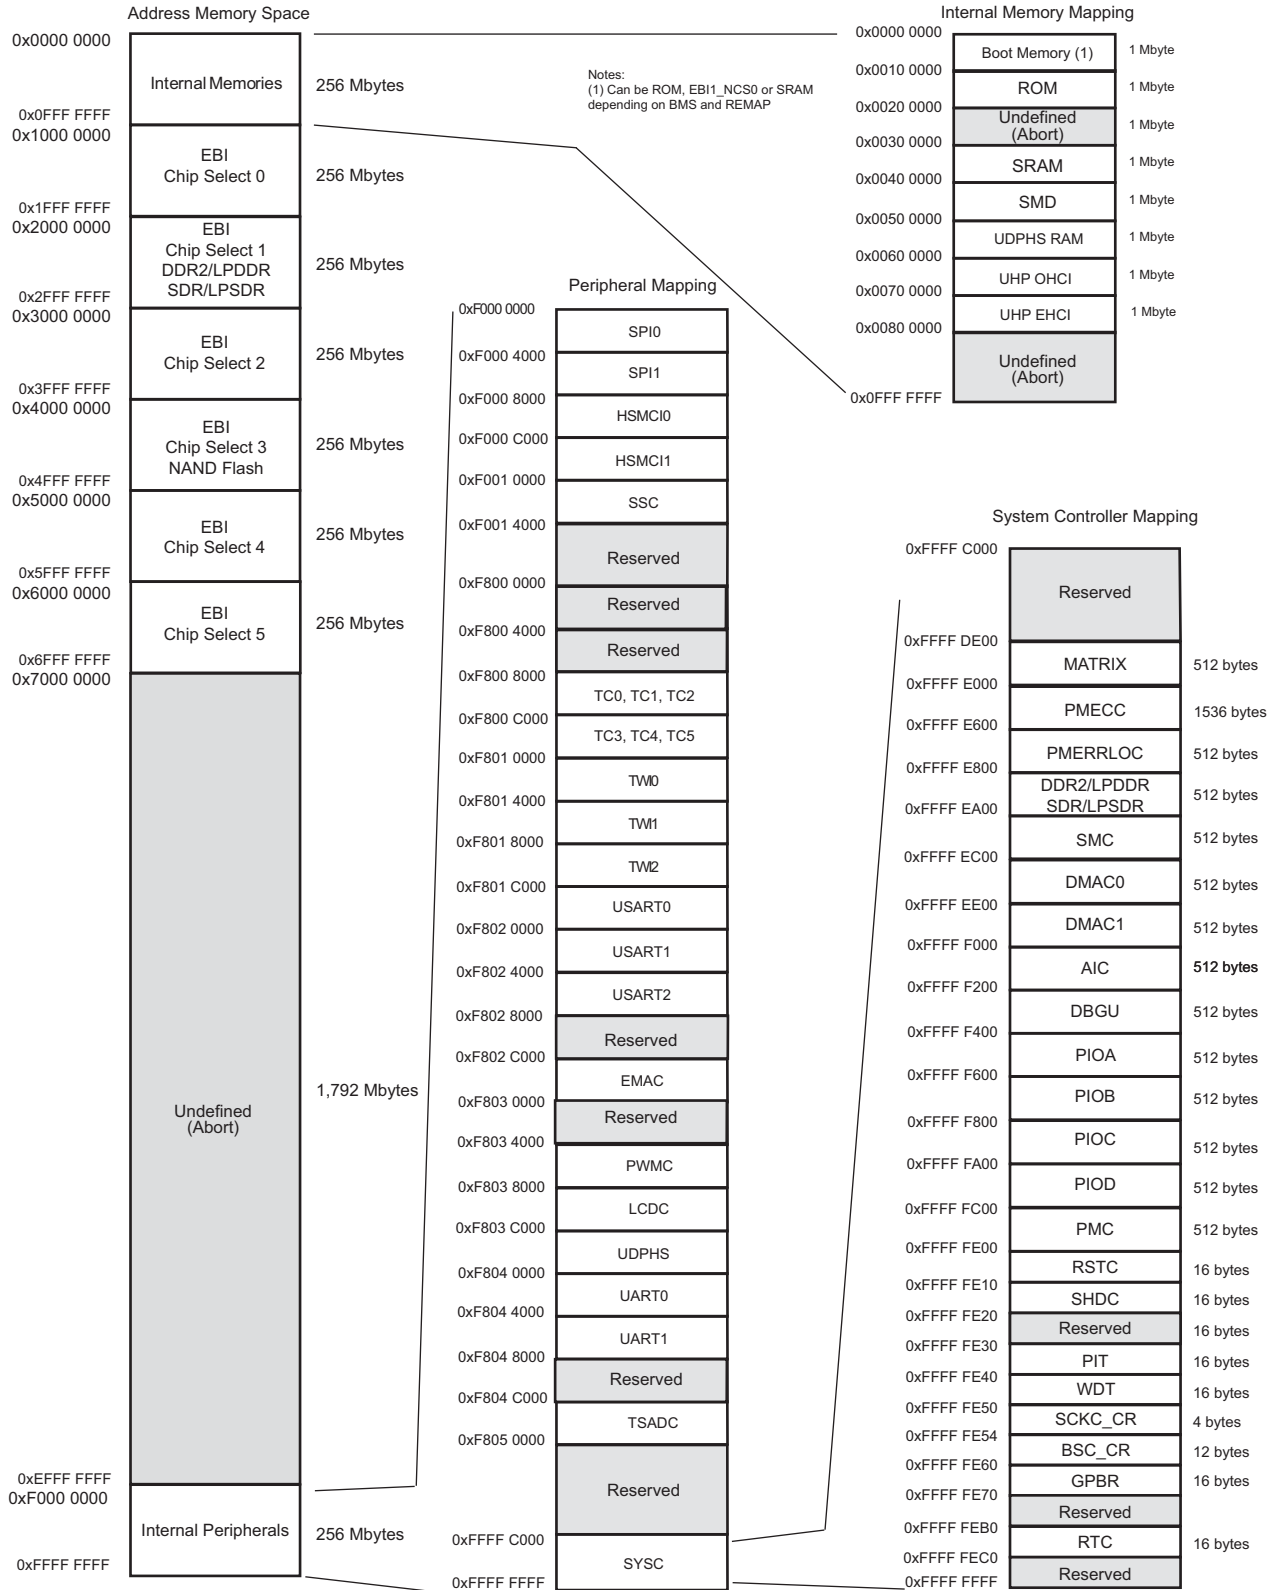 Address Memory Space
0x0000 0000
Internal Memories
256 Mbytes
0x0FFF FFFF
0x1000 0000
EBI
Chip Select 0
256 Mbytes
0x1FFF FFFF
0x2000 0000
EBI
Chip Select 1
DDR2/LPDDR
SDR/LPSDR
256 Mbytes
0x2FFF FFFF
0x3000 0000
EBI
Chip Select 2
256 Mbytes
0x3FFF FFFF
0x4000 0000
EBI
Chip Select 3
NAND Flash
256 Mbytes
0x4FFF FFFF
0x5000 0000
EBI
Chip Select 4
256 Mbytes
0x5FFF FFFF
0x6000 0000
EBI
Chip Select 5
256 Mbytes
0x6FFF FFFF
0x7000 0000
Undefined
(Abort)
1,792 Mbytes
0xEFFF FFFF
0xF000 0000
Internal Peripherals
256 Mbytes
0xFFFF FFFF
Notes:
(1) Can be ROM, EBI1_NCS0 or SRAM
depending on BMS and REMAP
Peripheral Mapping
0xF000 0000
SPI0
0xF000 4000
SPI1
0xF000 8000
HSMCI0
0xF000 C000
HSMCI1
0xF001 0000
SSC
0xF001 4000
Reserved
0xF800 0000
Reserved
0xF800 4000
Reserved
0xF800 8000
TC0, TC1, TC2
0xF800 C000
TC3, TC4, TC5
0xF801 0000
TWI0
0xF801 4000
TWI1
0xF801 8000
TWI2
0xF801 C000
USART0
0xF802 0000
USART1
0xF802 4000
USART2
0xF802 8000
Reserved
0xF802 C000
EMAC
0xF803 0000
Reserved
0xF803 4000
PWMC
0xF803 8000
LCDC
0xF803 C000
UDPHS
0xF804 0000
UART0
0xF804 4000
UART1
0xF804 8000
Reserved
0xF804 C000
TSADC
0xF805 0000
Reserved
0xFFFF C000
SYSC
0xFFFF FFFF
Internal Memory Mapping
0x0000 0000
Boot Memory (1)
1 Mbyte
0x0010 0000
ROM
1 Mbyte
0x0020 0000
Undefined
(Abort)
1 Mbyte
0x0030 0000
SRAM
1 Mbyte
0x0040 0000
SMD
1 Mbyte
0x0050 0000
UDPHS RAM
1 Mbyte
0x0060 0000
UHP OHCI
1 Mbyte
0x0070 0000
UHP EHCI
1 Mbyte
0x0080 0000
Undefined
(Abort)
0x0FFF FFFF
System Controller Mapping
0xFFFF C000
Reserved
0xFFFF DE00
MATRIX
512 bytes
0xFFFF E000
PMECC
1536 bytes
0xFFFF E600
PMERRLOC
512 bytes
0xFFFF E800
DDR2/LPDDR
SDR/LPSDR
512 bytes
0xFFFF EA00
SMC
512 bytes
0xFFFF EC00
DMAC0
512 bytes
0xFFFF EE00
DMAC1
512 bytes
0xFFFF F000
AIC
512 bytes
0xFFFF F200
DBGU
512 bytes
0xFFFF F400
PIOA
512 bytes
0xFFFF F600
PIOB
512 bytes
0xFFFF F800
PIOC
512 bytes
0xFFFF FA00
PIOD
512 bytes
0xFFFF FC00
PMC
512 bytes
0xFFFF FE00
RSTC
16 bytes
0xFFFF FE10
SHDC
16 bytes
0xFFFF FE20
Reserved
16 bytes
0xFFFF FE30
PIT
16 bytes
0xFFFF FE40
WDT
16 bytes
0xFFFF FE50
SCKC_CR
4 bytes
0xFFFF FE54
BSC_CR
12 bytes
0xFFFF FE60
GPBR
16 bytes
0xFFFF FE70
Reserved
0xFFFF FEB0
RTC
16 bytes
0xFFFF FEC0
Reserved
0xFFFF FFFF